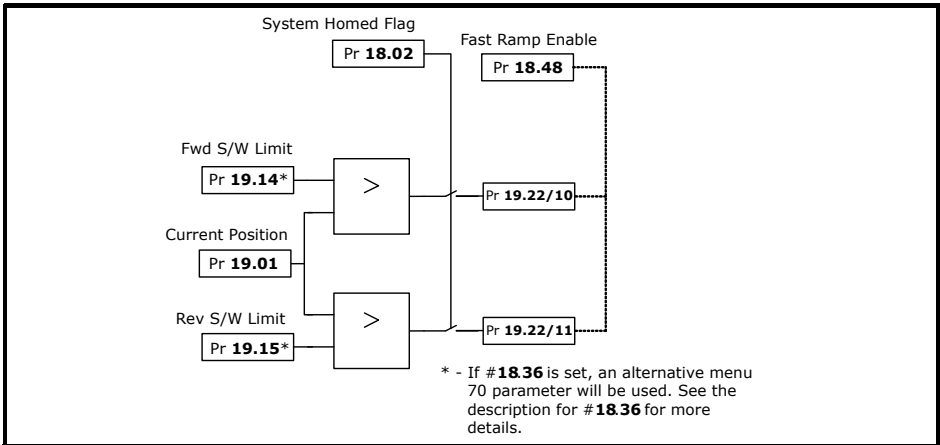 System Homed Flag
Pr 18.02
Fast Ramp Enable
Pr 18.48
Fwd S/W Limit
Pr 19.14*
>
Pr 19.22/10
Current Position
Pr 19.01
Rev S/W Limit
Pr 19.15*
>
Pr 19.22/11
* - If #18.36 is set, an alternative menu
70 parameter will be used. See the
description for #18.36 for more
details.